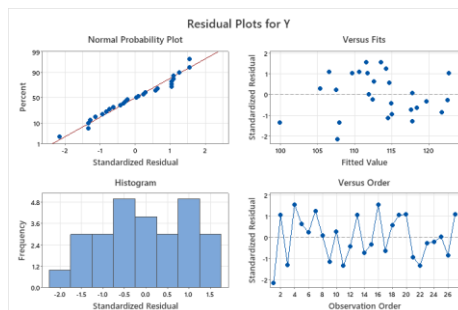 Residual Plots for Y
Normal Probability Plot
Versus Fits
99
90
50
10
1
Percent
-2 -1 0 1 2
Standardized Residual
2
1
0
-1
-2
Standardized Residual
100 105 110 115 120
Fitted Value
Histogram
Versus Order
4.8
3.6
2.4
1.2
0.0
Frequency
-2.0 -1.5 -1.0 -0.5 0.0 0.5 1.0 1.5
Standardized Residual
2
1
0
-1
-2
Standardized Residual
2 4 6 8 10 12 14 16 18 20 22 24 26
Observation Order